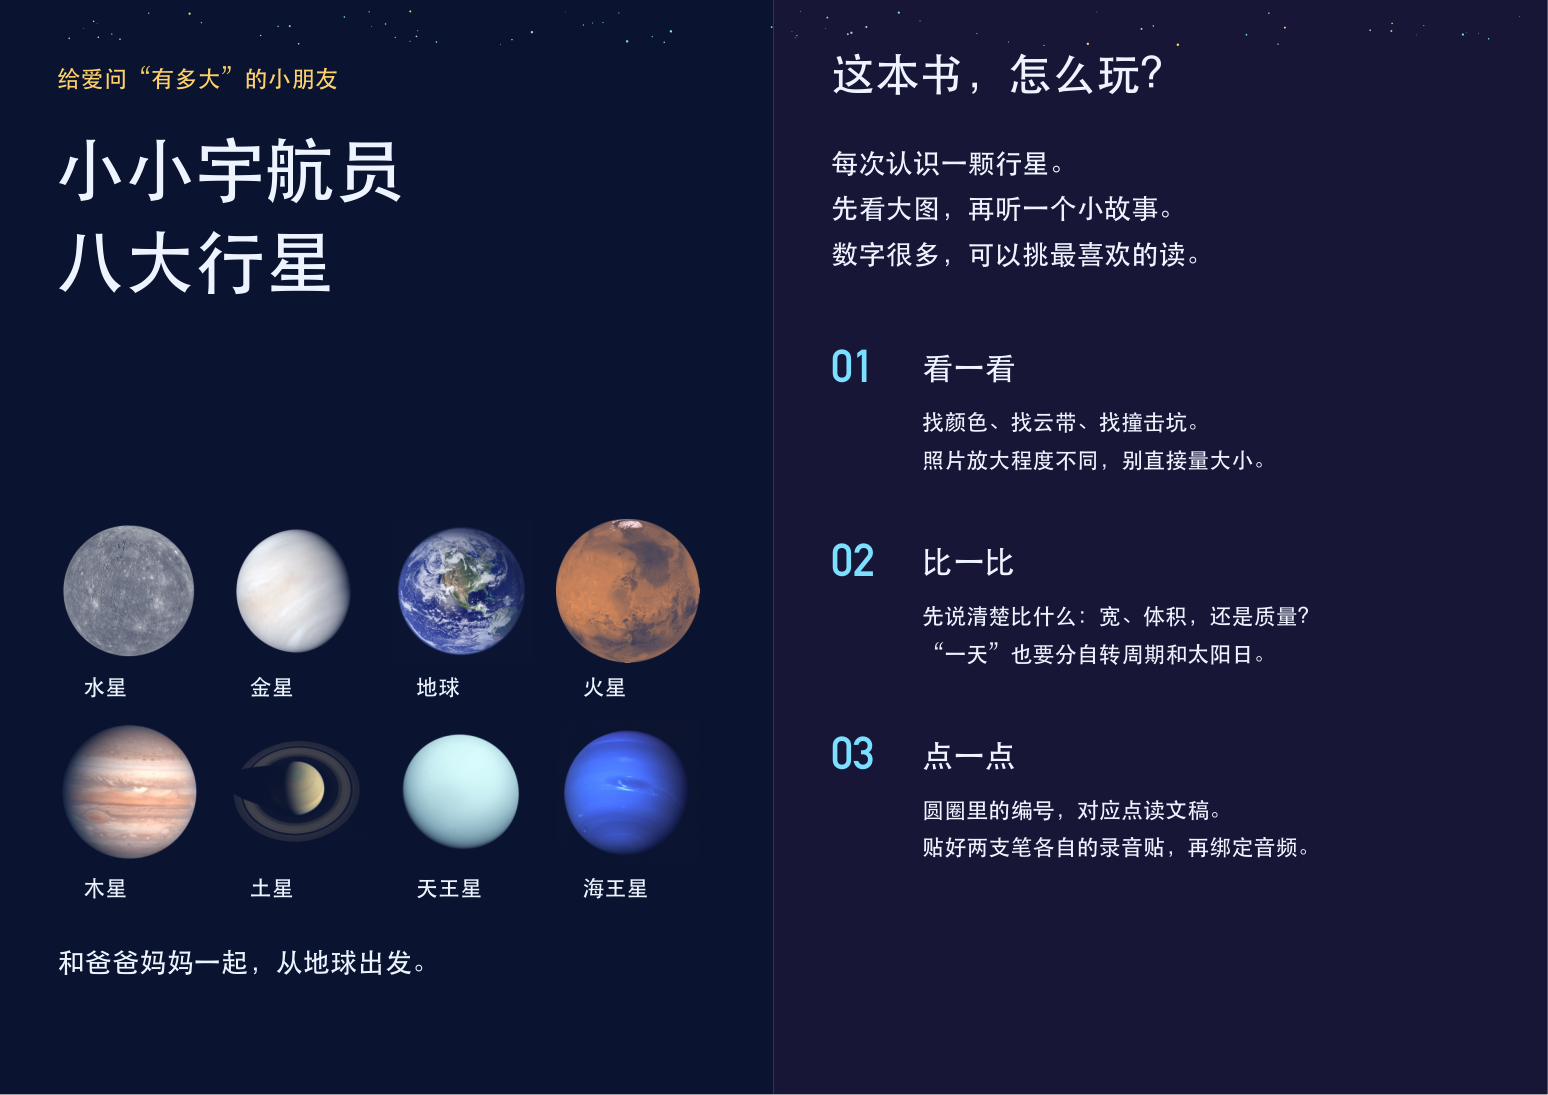 给爱问“有多大”的小朋友
小小宇航员
八大行星
水星
金星
地球
火星
木星
土星
天王星
海王星
和爸爸妈妈一起，从地球出发。
这本书，怎么玩？
每次认识一颗行星。
先看大图，再听一个小故事。
数字很多，可以挑最喜欢的读。
01
看一看
找颜色、找云带、找撞击坑。
照片放大程度不同，别直接量大小。
02
比一比
先说清楚比什么：宽、体积，还是质量？
“一天”也要分自转周期和太阳日。
03
点一点
圆圈里的编号，对应点读文稿。
贴好两支笔各自的录音贴，再绑定音频。